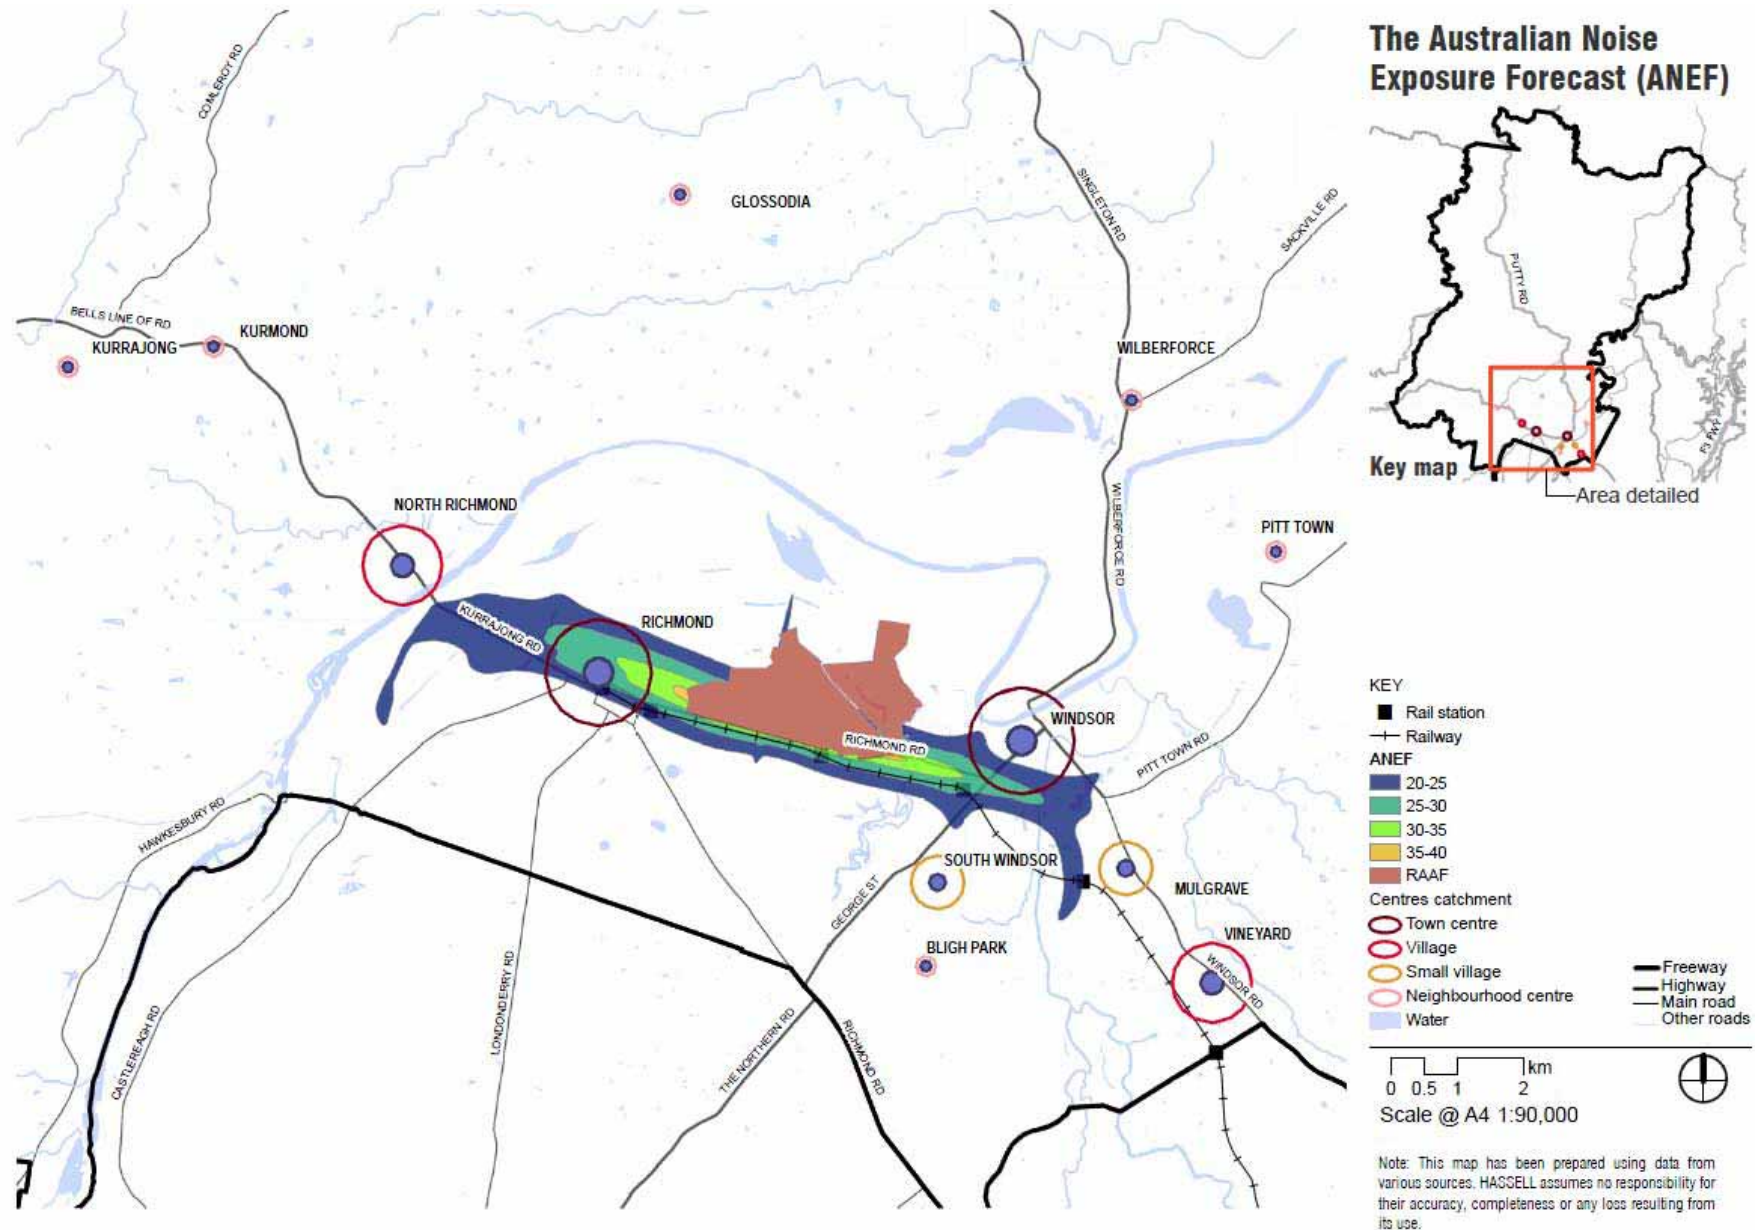 The Australian Noise
Exposure Forecast (ANEF)
COMLEROY RD
GLOSSODIA
SINGLETON RD
SACKVILLE RD
PUTTY RD
BELLS LINE OF RD
KURMOND
KURRAJONG
WILBERFORCE
F3 FWY
Key map
Area detailed
NORTH RICHMOND
WILBERFORCE RD
PITT TOWN
KURRAJONG RD
RICHMOND
WINDSOR
RICHMOND RD
PITT TOWN RD
HAWKESBURY RD
SOUTH WINDSOR
MULGRAVE
GEORGE ST
BLIGH PARK
VINEYARD
WINDSOR RD
LONDONDERRY RD
CASTLEREAGH RD
THE NORTHERN RD
RICHMOND RD
KEY
Rail station
Railway
ANEF
20-25
25-30
30-35
35-40
RAAF
Centres catchment
Town centre
Village
Small village
Neighbourhood centre
Water
Freeway
Highway
Main road
Other roads
km
0 0.5 1 2
Scale @ A4 1:90,000
Note: This map has been prepared using data from
various sources. HASSELL assumes no responsibility for
their accuracy, completeness or any loss resulting from
its use.